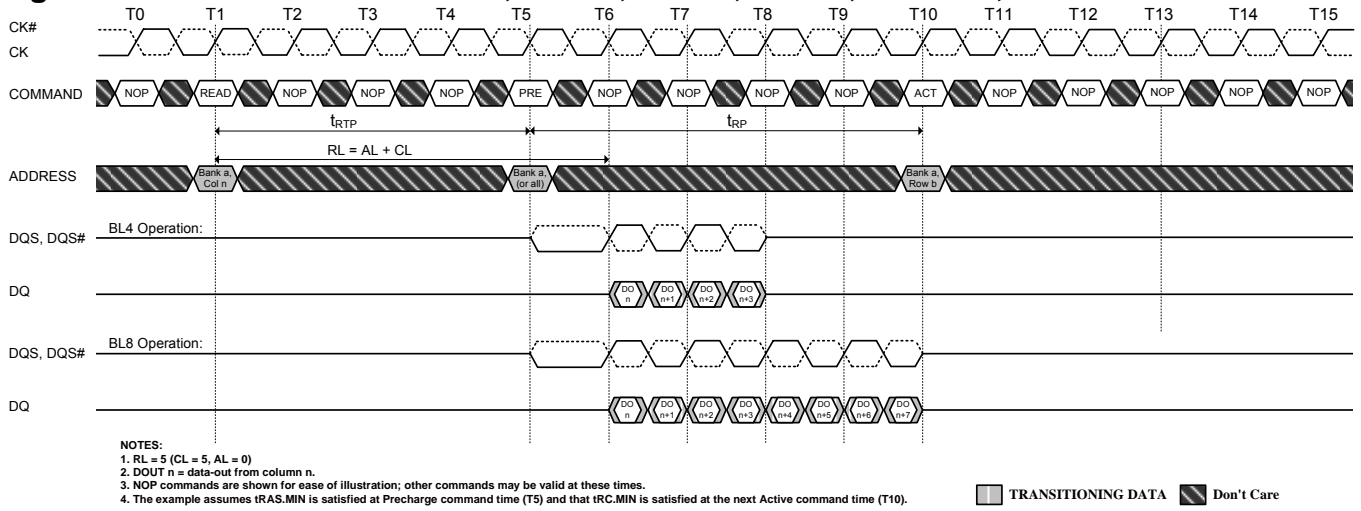 T0 T1 T2 T3 T4 T5 T6 T7 T8 T9 T10 T11 T12 T13 T14 T15
CK#
CK
COMMAND NOP READ NOP NOP NOP PRE NOP NOP NOP NOP ACT NOP NOP NOP NOP NOP
tRTP tRP
RL = AL + CL
ADDRESS Bank a, Col n Bank a, (or all) Bank a, Row b
BL4 Operation:
DQS, DQS#
DQ DO n DO n+1 DO n+2 DO n+3
BL8 Operation:
DQS, DQS#
DQ DO n DO n+1 DO n+2 DO n+3 DO n+4 DO n+5 DO n+6 DO n+7
NOTES:
1. RL = 5 (CL = 5, AL = 0)
2. DOUT n = data-out from column n.
3. NOP commands are shown for ease of illustration; other commands may be valid at these times.
4. The example assumes tRAS.MIN is satisfied at Precharge command time (T5) and that tRC.MIN is satisfied at the next Active command time (T10).
TRANSITIONING DATA Don't Care